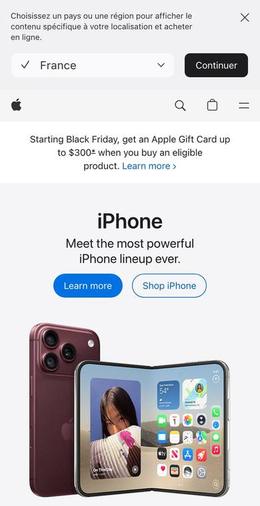 Choisissez un pays ou une région pour afficher le
contenu spécifique à votre localisation et acheter
en ligne.
France
Continuer
Starting Black Friday, get an Apple Gift Card up
to $300± when you buy an eligible
product. Learn more >
iPhone
Meet the most powerful
iPhone lineup ever.
Learn more
Shop iPhone